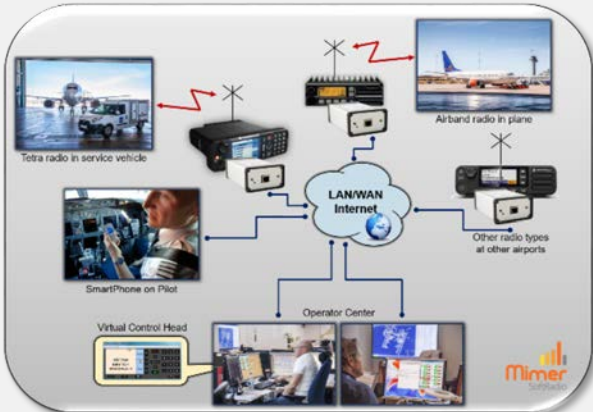 Tetra radio in service vehicle
Airband radio in plane
LAN/WAN
Internet
Other radio types
at other airports
SmartPhone on Pilot
Operator Center
Virtual Control Head
Mimer
SoftRadio